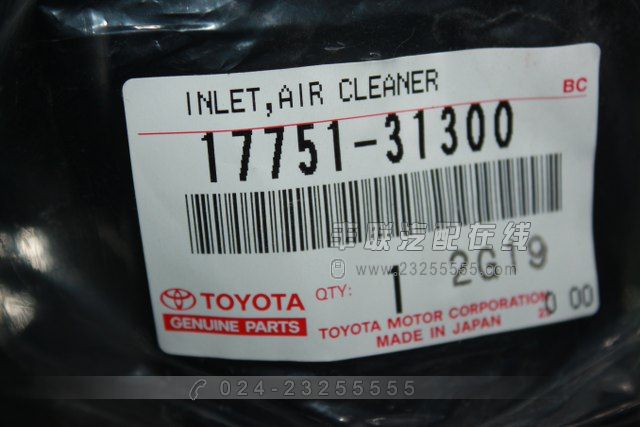 INLET,AIR CLEANER
BC
17751-31300
车联汽配在线
www.23255555.com
2G19
QTY: 1
TOYOTA
GENUINE PARTS
TOYOTA MOTOR CORPORATION
MADE IN JAPAN
00
024-23255555